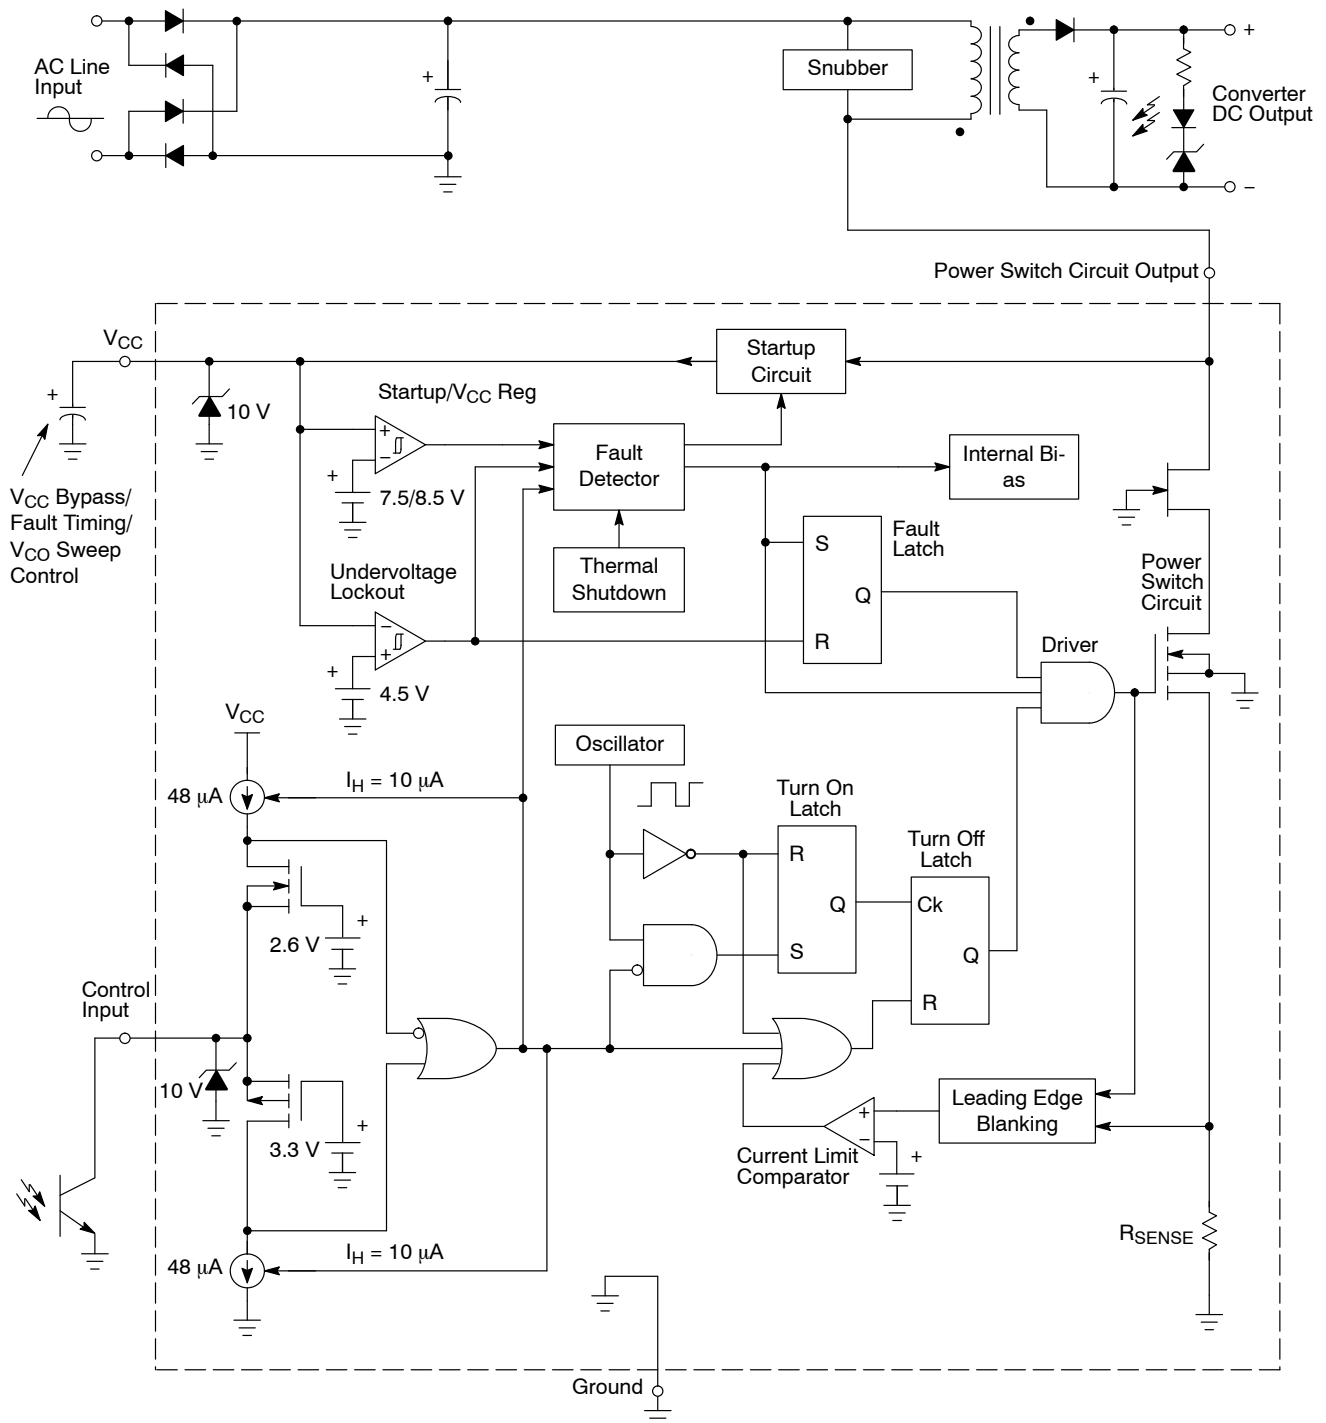 AC Line
Input
+
Snubber
+
+
Converter
DC Output
−
Power Switch Circuit Output
VCC
Startup
Circuit
+
10 V
Startup/VCC Reg
+
−
+
7.5/8.5 V
Fault
Detector
Internal Bi-
as
VCC Bypass/
Fault Timing/
VCO Sweep
Control
Thermal
Shutdown
S
Q
R
Fault
Latch
Undervoltage
Lockout
−
+
+
4.5 V
Power
Switch
Circuit
Driver
VCC
48 μA
IH = 10 μA
Oscillator
Turn On
Latch
R
Q
S
Turn Off
Latch
Ck
Q
R
+
2.6 V
Control
Input
10 V
+
3.3 V
Leading Edge
Blanking
+
−
+
Current Limit
Comparator
RSENSE
48 μA
IH = 10 μA
Ground